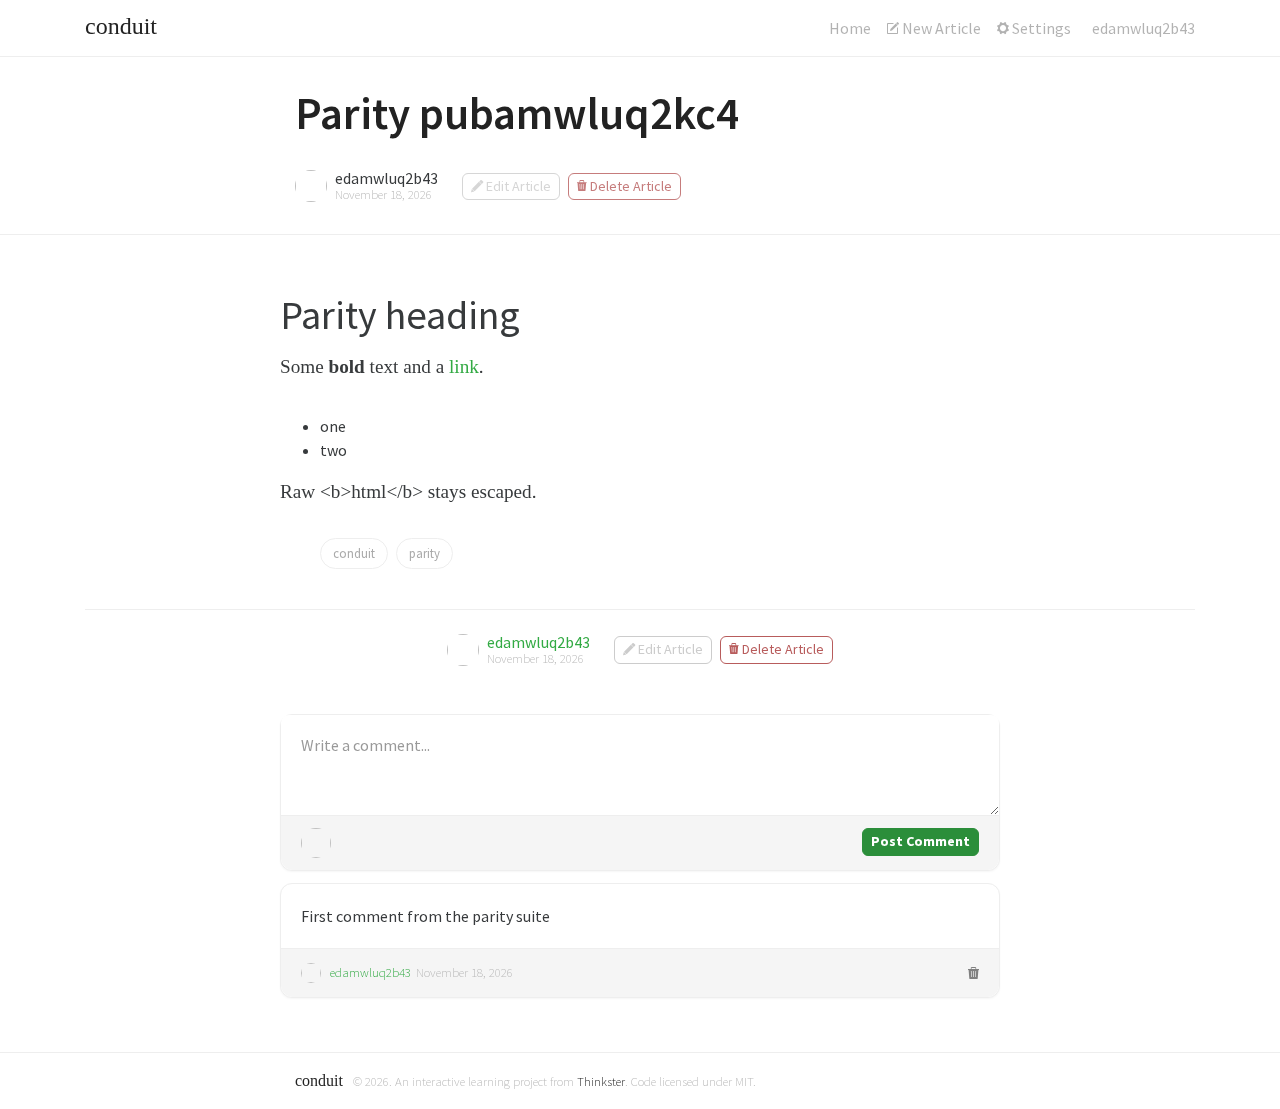 conduit
Home New Article Settings edamwluq2b43
Parity pubamwluq2kc4
edamwluq2b43
November 18, 2026
Edit Article Delete Article
Parity heading
Some bold text and a link.
one
two
Raw <b>html</b> stays escaped.
conduit parity
edamwluq2b43
November 18, 2026
Edit Article Delete Article
Write a comment...
Post Comment
First comment from the parity suite
edamwluq2b43 November 18, 2026
conduit © 2026. An interactive learning project from Thinkster. Code licensed under MIT.